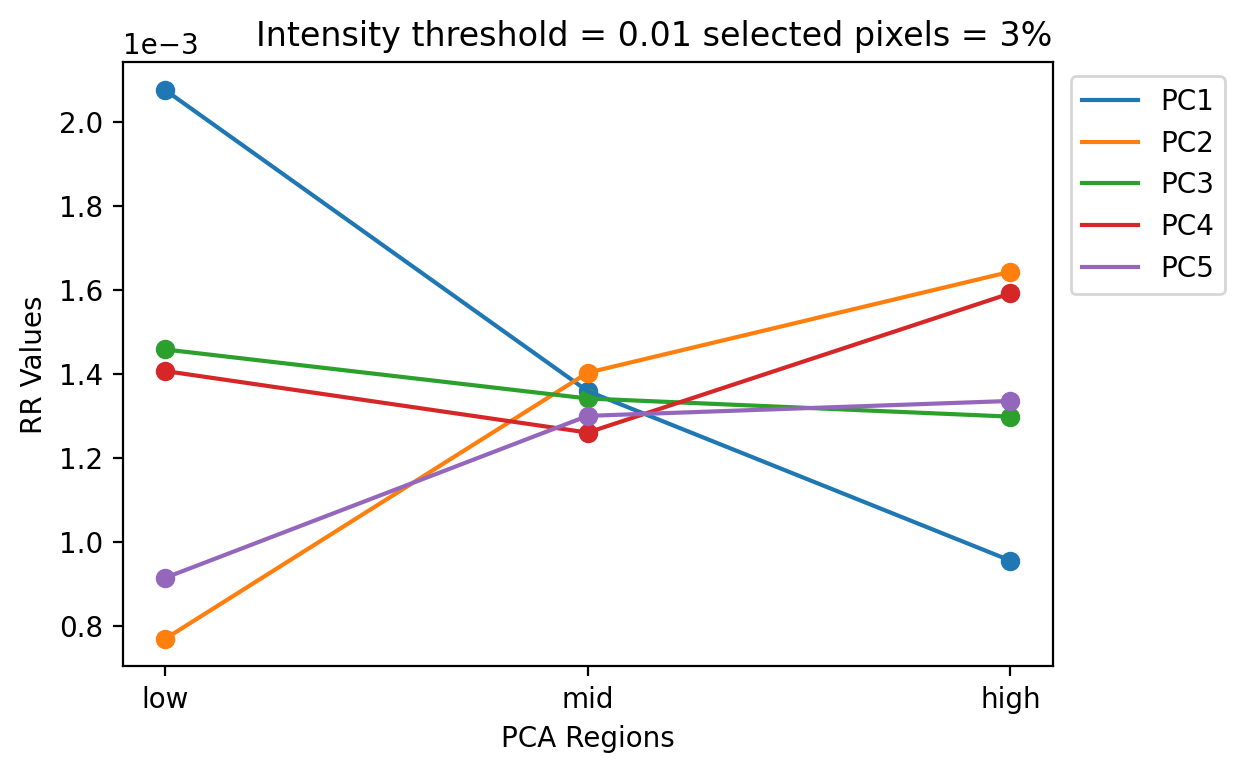 Intensity threshold = 0.01 selected pixels = 3%
1e−3
2.0
1.8
1.6
1.4
1.2
1.0
0.8
RR Values
low mid high
PCA Regions
PC1
PC2
PC3
PC4
PC5